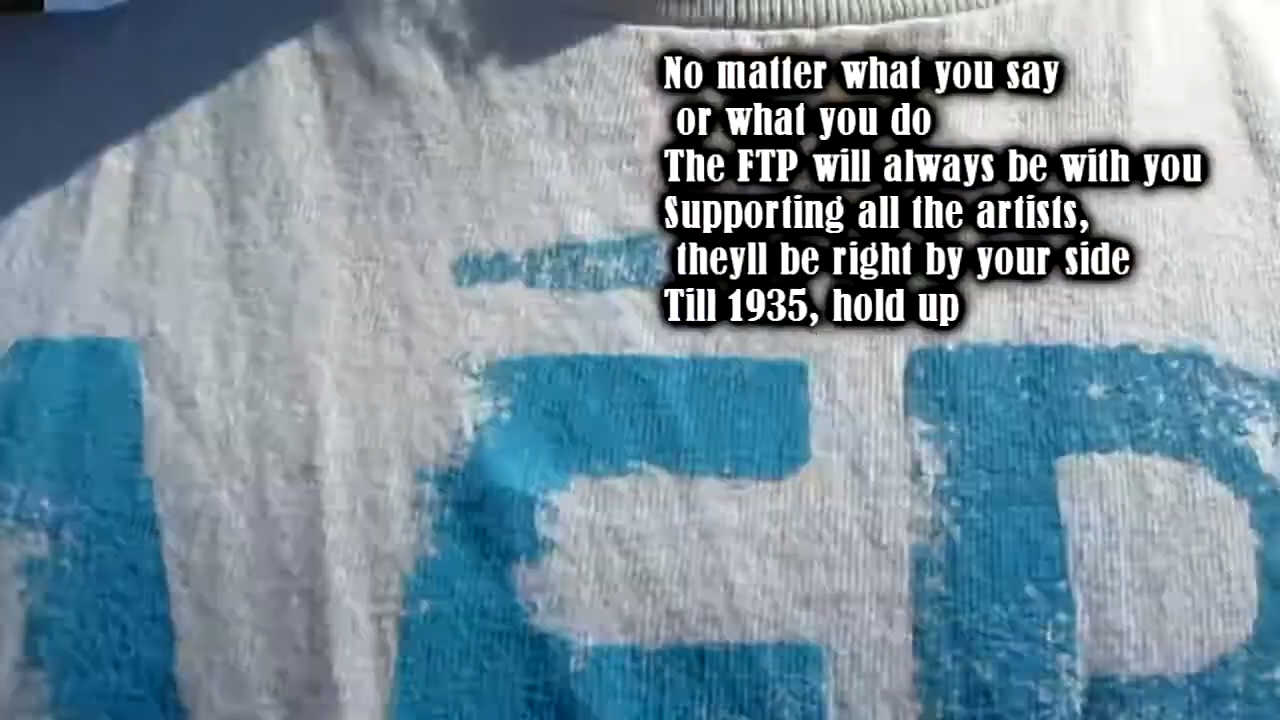 No matter what you say
or what you do
The FTP will always be with you
Supporting all the artists,
theyll be right by your side
Till 1935, hold up